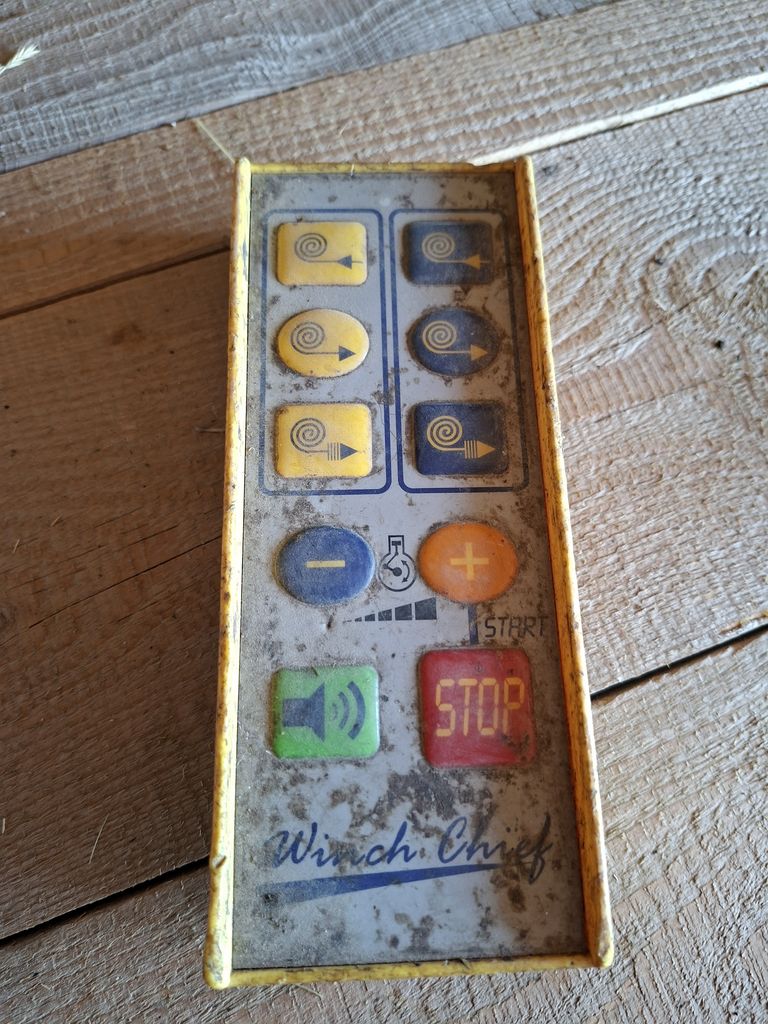 −
+
START
STOP
Winch Chief